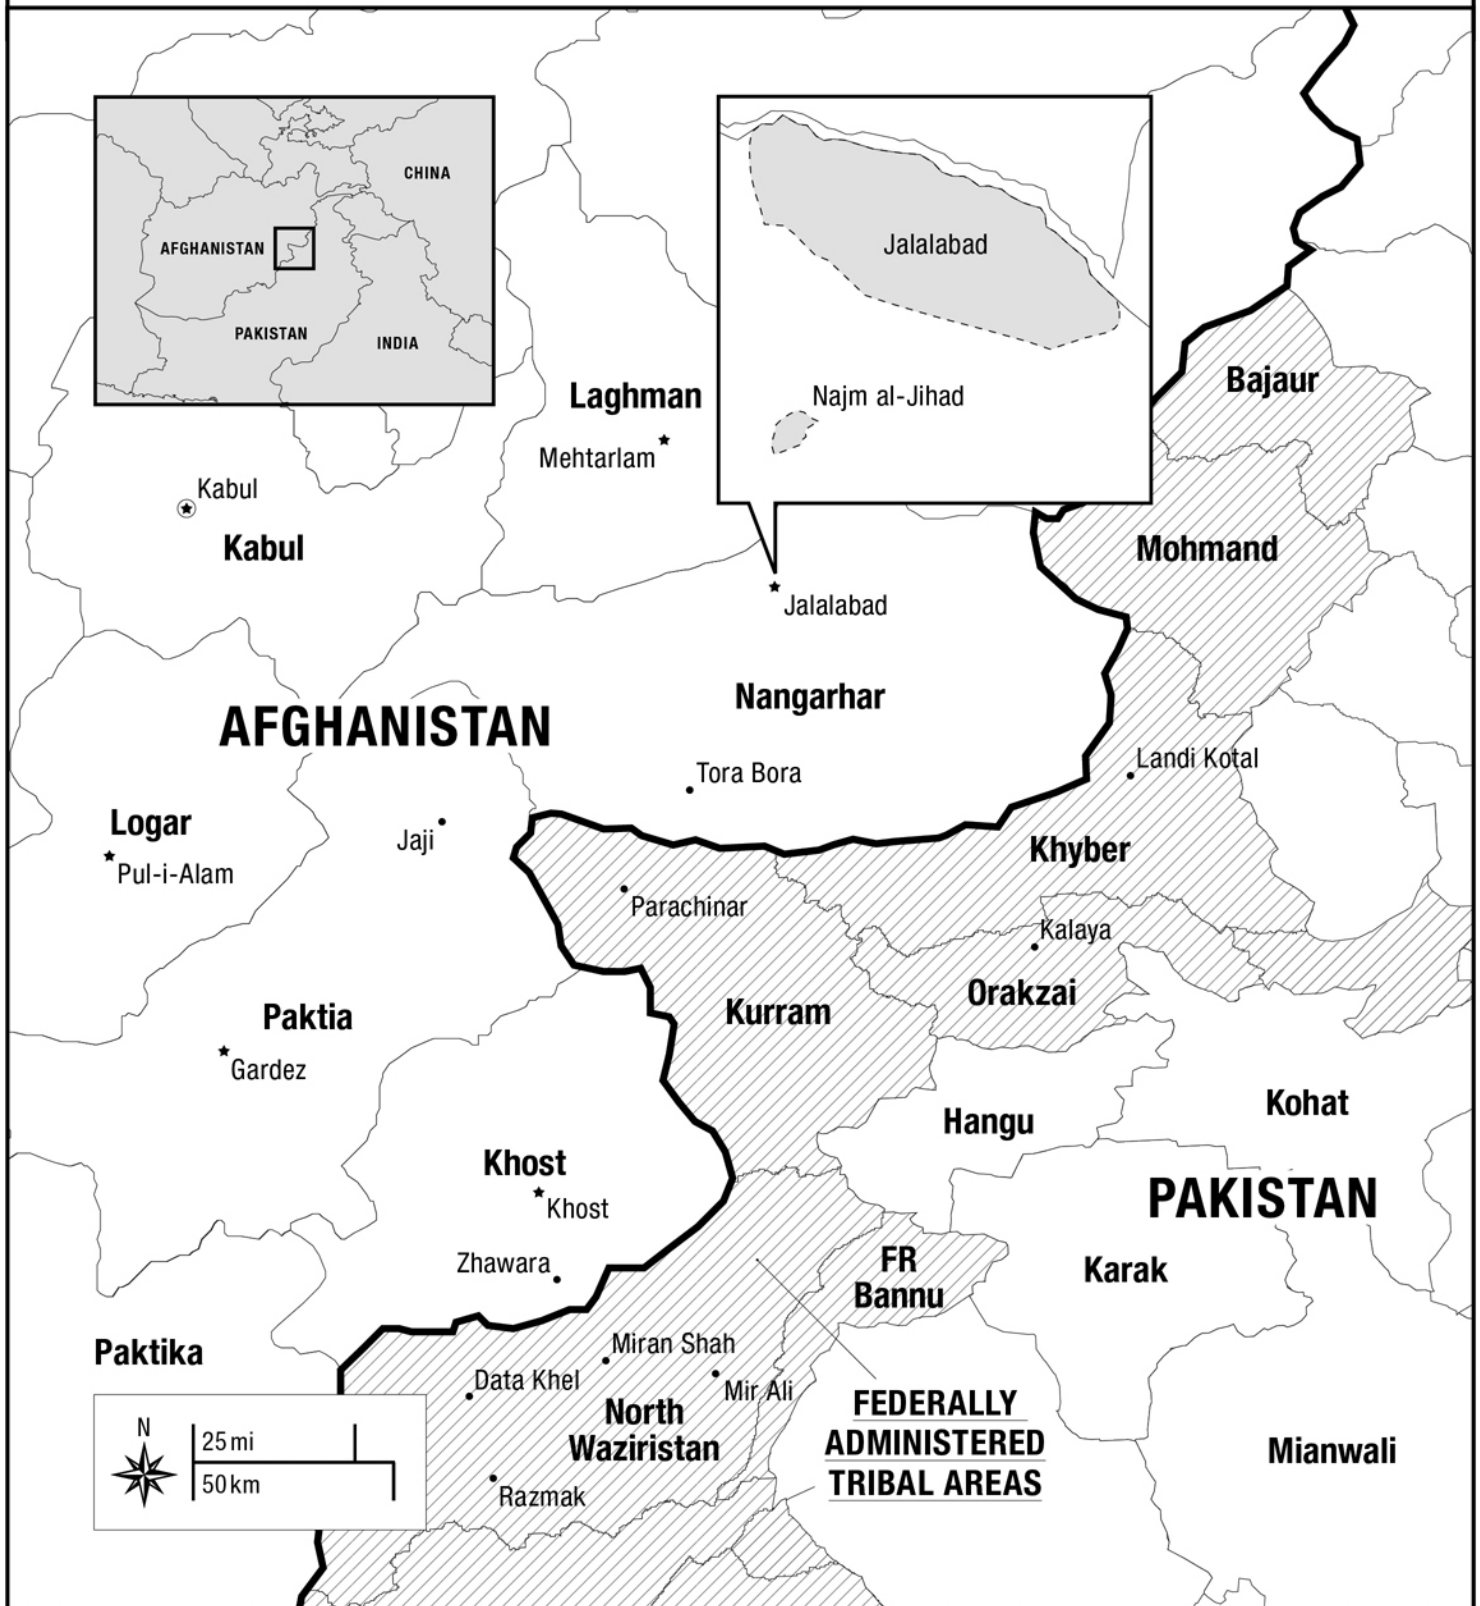 CHINA
AFGHANISTAN
PAKISTAN
INDIA
Jalalabad
Najm al-Jihad
Bajaur
Laghman
Mehtarlam
Kabul
Kabul
Mohmand
Jalalabad
Nangarhar
AFGHANISTAN
Landi Kotal
Tora Bora
Logar
Jaji
Khyber
Pul-i-Alam
Parachinar
Kalaya
Orakzai
Paktia
Kurram
Gardez
Kohat
Hangu
Khost
Khost
PAKISTAN
Zhawara
FR
Bannu
Karak
Paktika
Miran Shah
Data Khel
Mir Ali
North
Waziristan
FEDERALLY
ADMINISTERED
TRIBAL AREAS
Mianwali
N
25 mi
50 km
Razmak